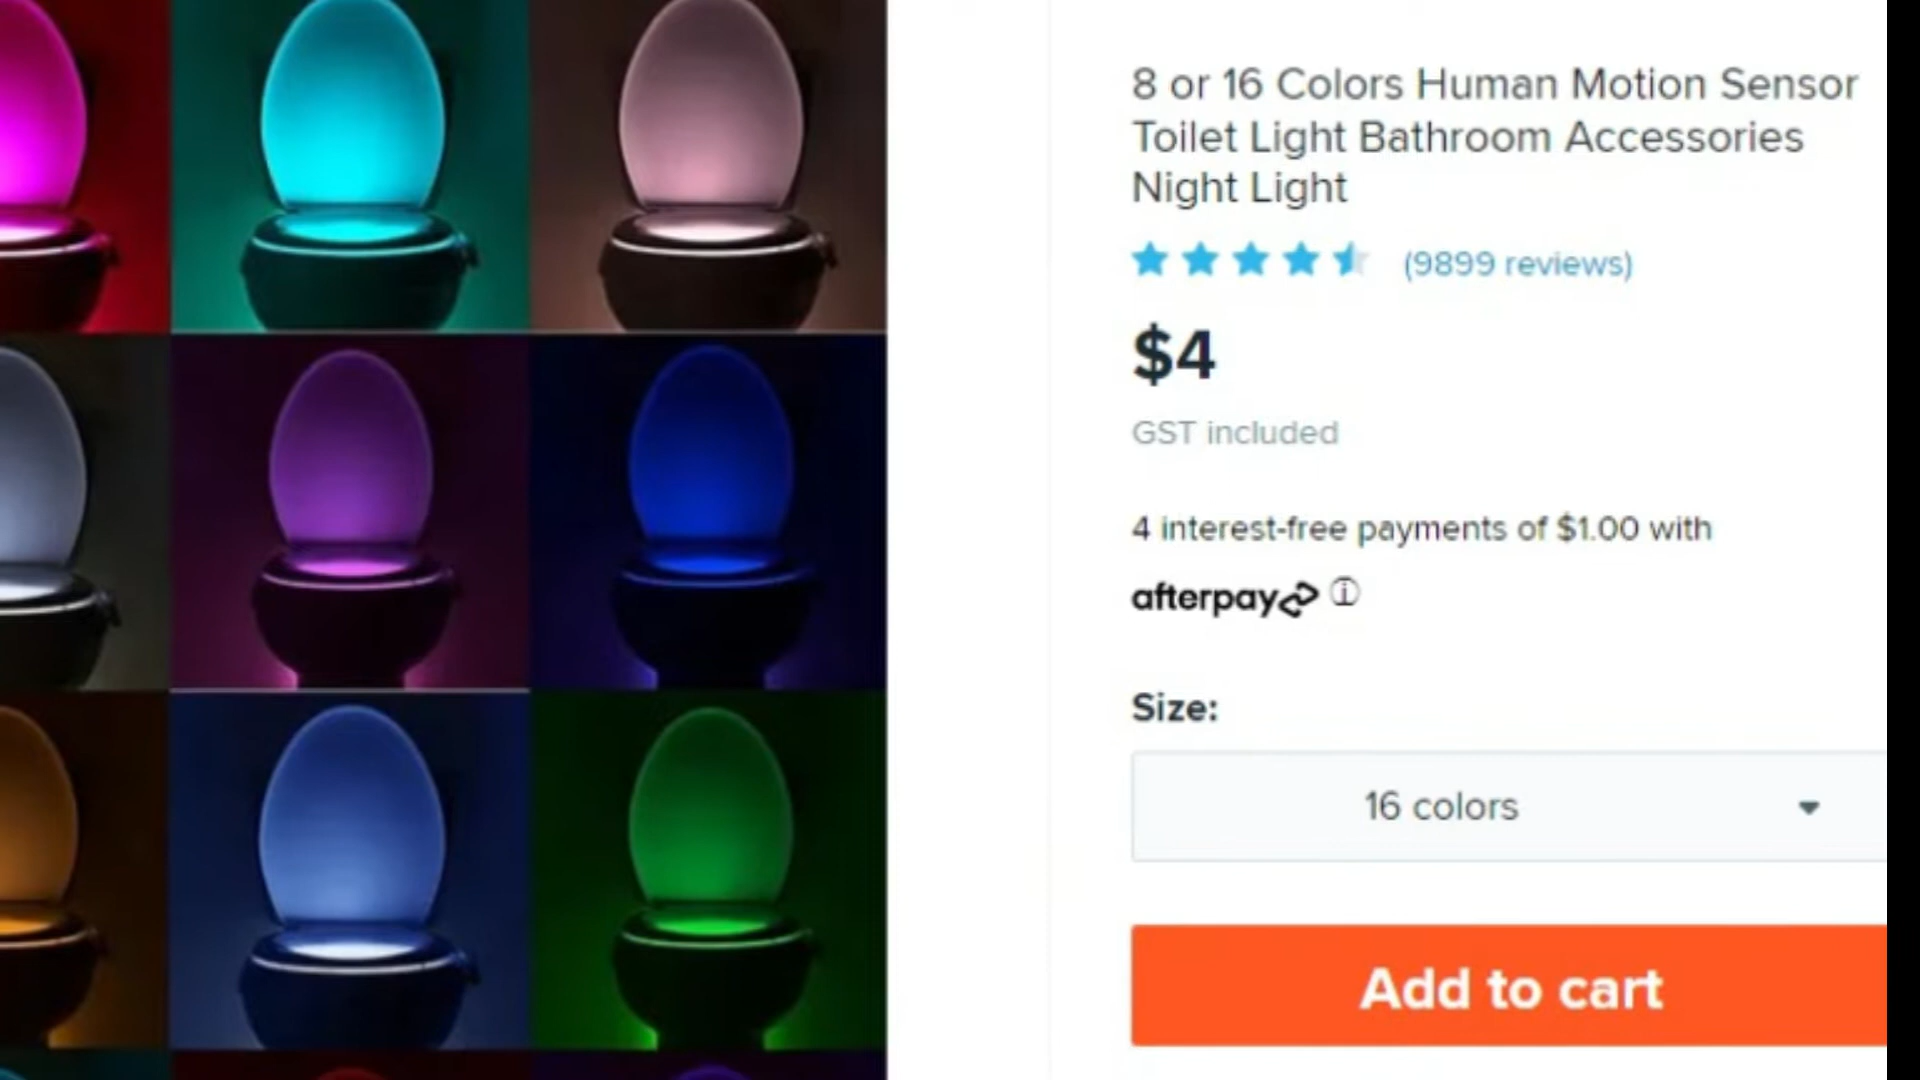 8 or 16 Colors Human Motion Sensor
Toilet Light Bathroom Accessories
Night Light
(9899 reviews)
$4
GST included
4 interest-free payments of $1.00 with
afterpay
Size:
16 colors
Add to cart